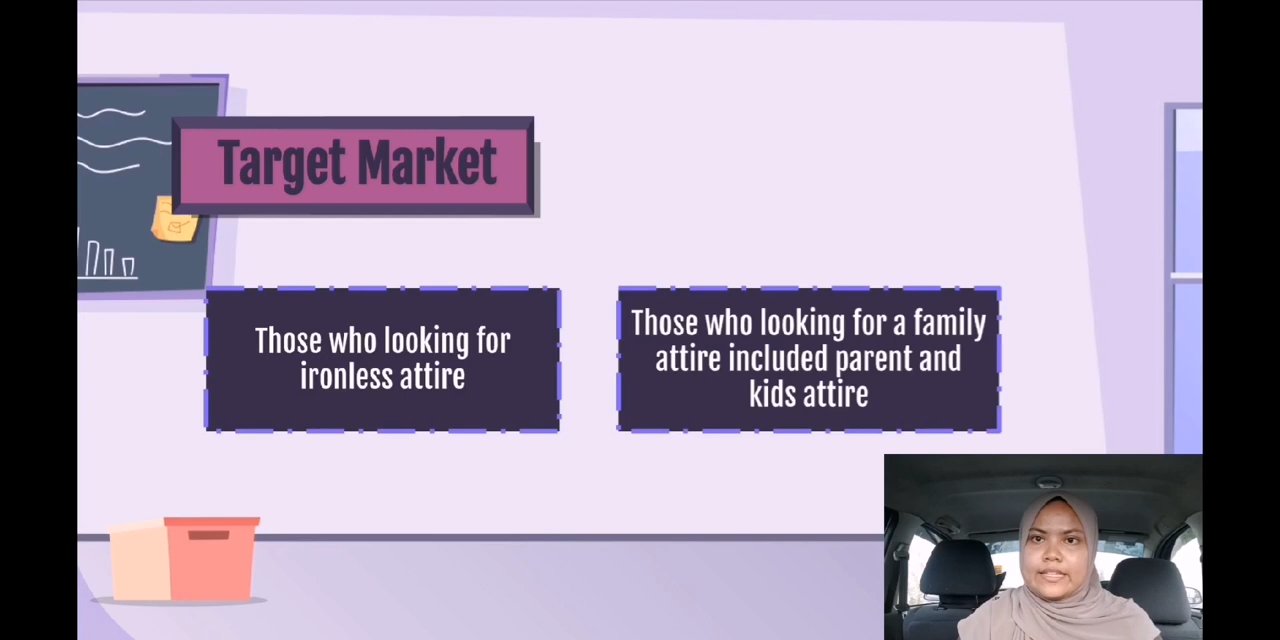 Target Market
Those who looking for
ironless attire
Those who looking for a family
attire included parent and
kids attire